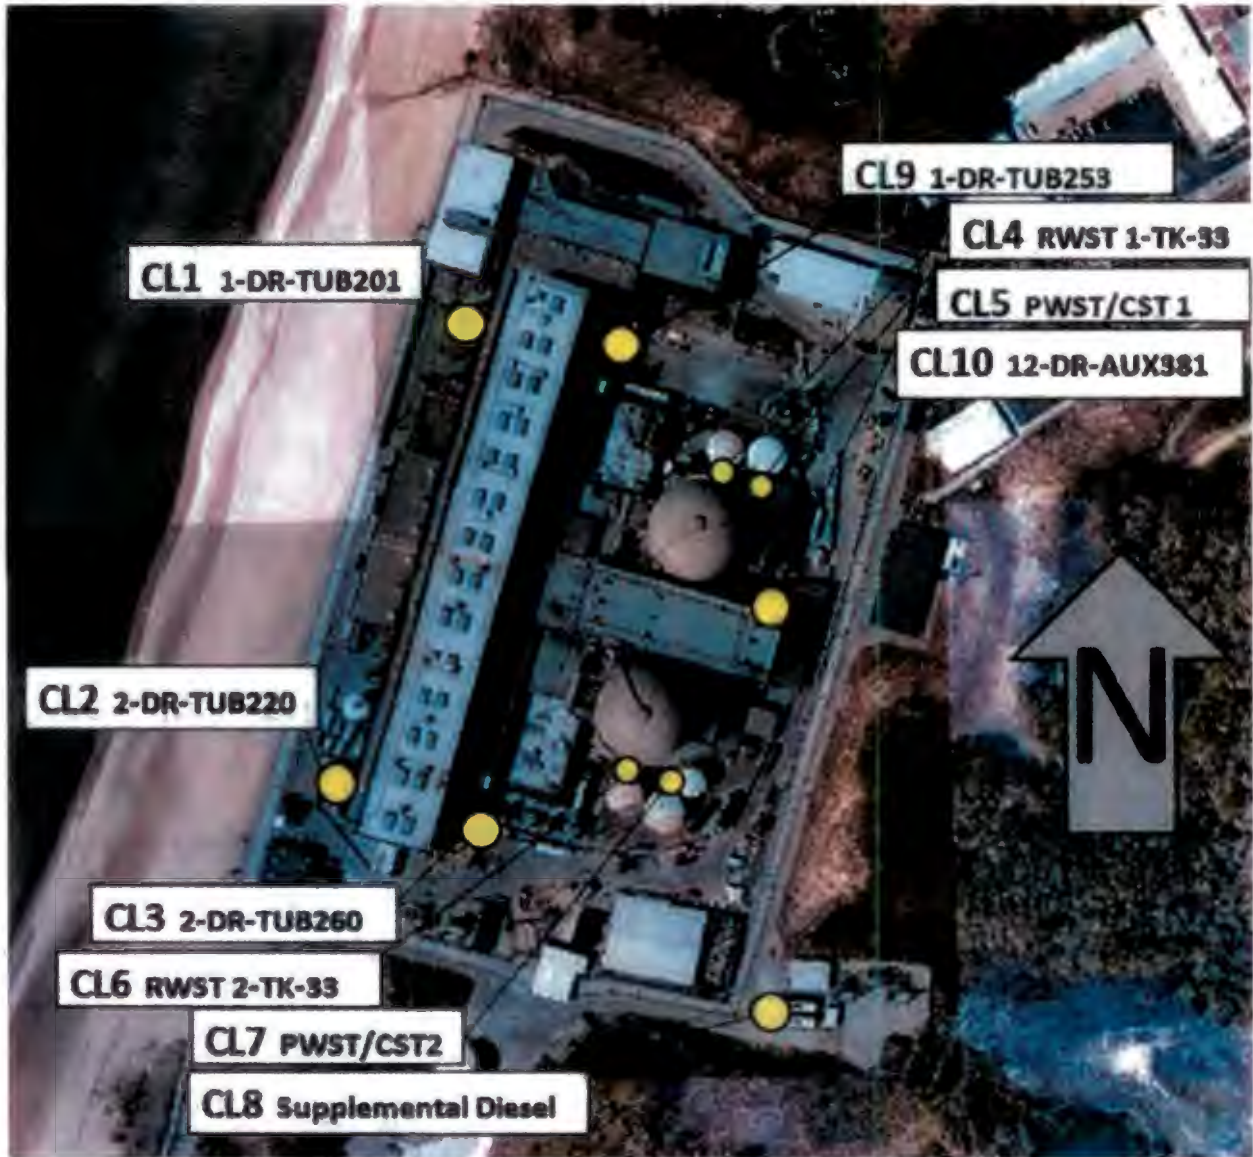 CL9 1-DR-TUB253
CL4 RWST 1-TK-33
CL1 1-DR-TUB201
CL5 PWST/CST 1
CL10 12-DR-AUX381
N
CL2 2-DR-TUB220
CL3 2-DR-TUB260
CL6 RWST 2-TK-33
CL7 PWST/CST2
CL8 Supplemental Diesel